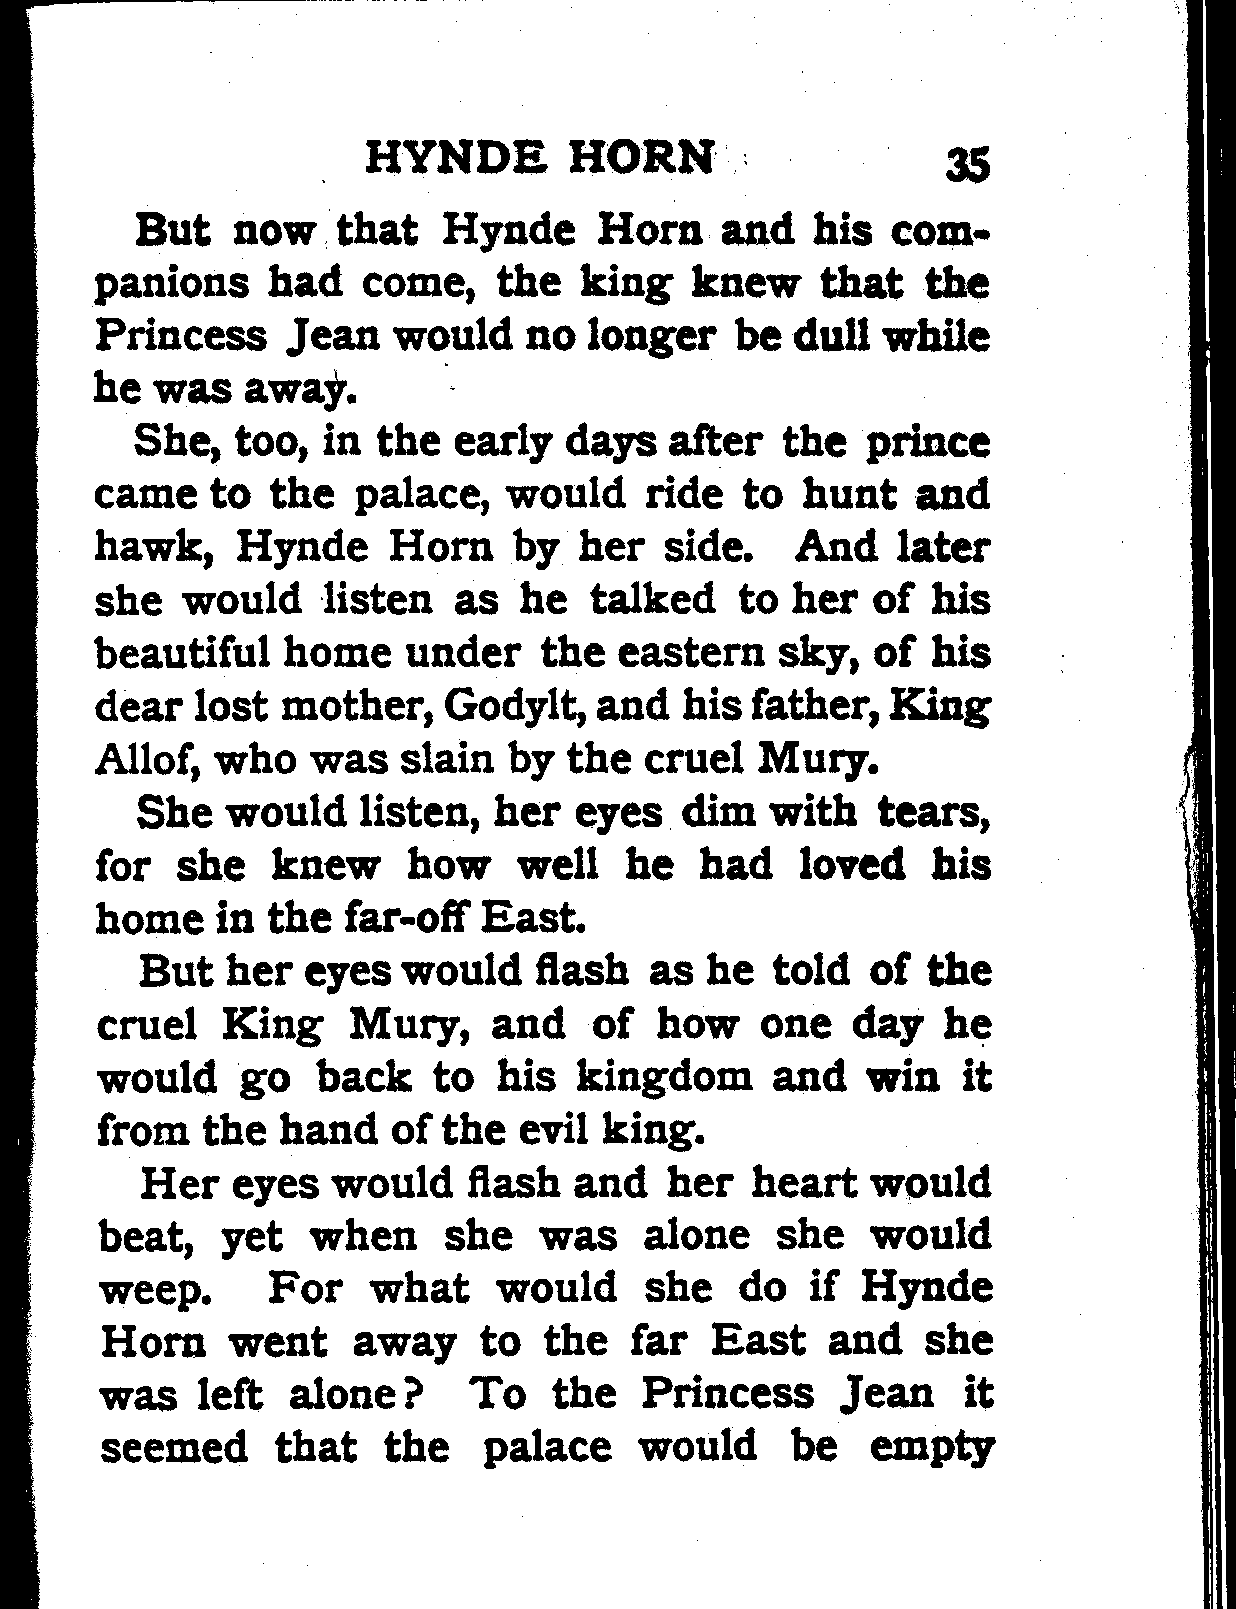 HYNDE HORN 35
But now that Hynde Horn and his com-
panions had come, the king knew that the
Princess Jean would no longer be dull while
he was away.
She, too, in the early days after the prince
came to the palace, would ride to hunt and
hawk, Hynde Horn by her side. And later
she would listen as he talked to her of his
beautiful home under the eastern sky, of his
dear lost mother, Godylt, and his father, King
Allof, who was slain by the cruel Mury.
She would listen, her eyes dim with tears,
for she knew how well he had loved his
home in the far-off East.
But her eyes would flash as he told of the
cruel King Mury, and of how one day he
would go back to his kingdom and win it
from the hand of the evil king.
Her eyes would flash and her heart would
beat, yet when she was alone she would
weep. For what would she do if Hynde
Horn went away to the far East and she
was left alone? To the Princess Jean it
seemed that the palace would be empty